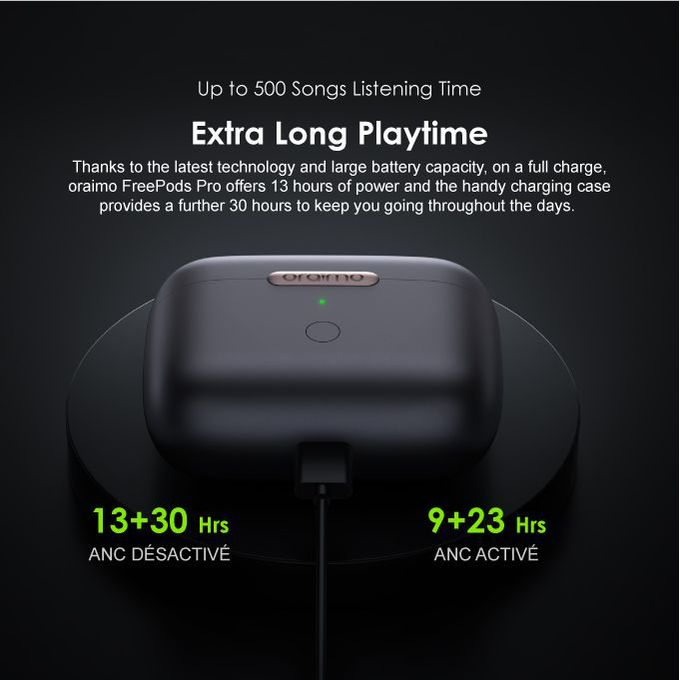 Up to 500 Songs Listening Time
Extra Long Playtime
Thanks to the latest technology and large battery capacity, on a full charge,
oraimo FreePods Pro offers 13 hours of power and the handy charging case
provides a further 30 hours to keep you going throughout the days.
oraimo
13+30 Hrs
ANC DÉSACTIVÉ
9+23 Hrs
ANC ACTIVÉ